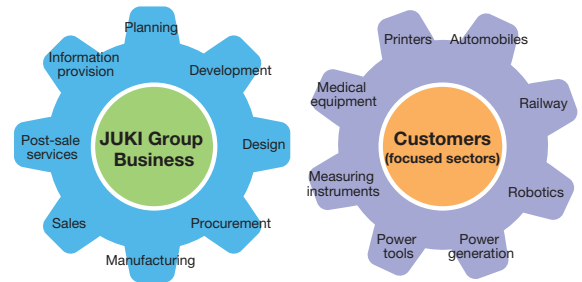 Planning
Development
Design
Procurement
Manufacturing
Sales
Post-sale
services
Information
provision
JUKI Group
Business
Printers
Automobiles
Railway
Robotics
Power
generation
Power
tools
Measuring
instruments
Medical
equipment
Customers
(focused sectors)